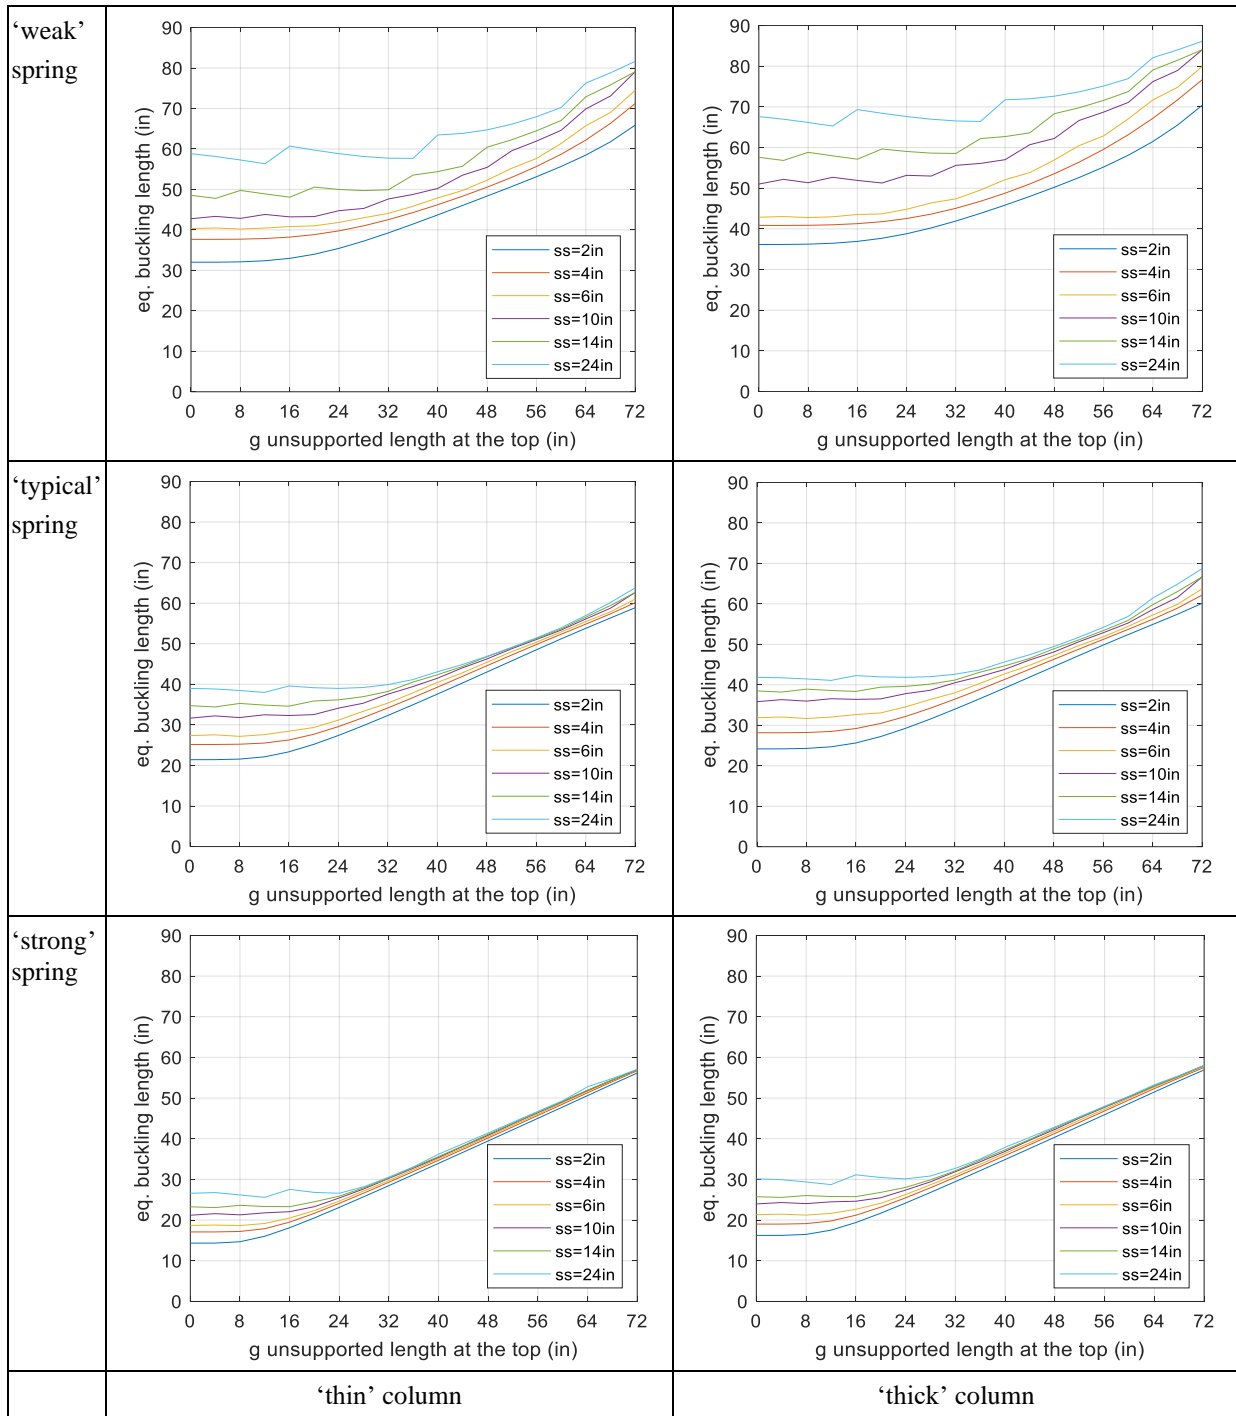 ‘weak’
spring
eq. buckling length (in)
90
80
70
60
50
40
30
20
10
0
0 8 16 24 32 40 48 56 64 72
g unsupported length at the top (in)
ss=2in
ss=4in
ss=6in
ss=10in
ss=14in
ss=24in
eq. buckling length (in)
90
80
70
60
50
40
30
20
10
0
0 8 16 24 32 40 48 56 64 72
g unsupported length at the top (in)
ss=2in
ss=4in
ss=6in
ss=10in
ss=14in
ss=24in
‘typical’
spring
eq. buckling length (in)
90
80
70
60
50
40
30
20
10
0
0 8 16 24 32 40 48 56 64 72
g unsupported length at the top (in)
ss=2in
ss=4in
ss=6in
ss=10in
ss=14in
ss=24in
eq. buckling length (in)
90
80
70
60
50
40
30
20
10
0
0 8 16 24 32 40 48 56 64 72
g unsupported length at the top (in)
ss=2in
ss=4in
ss=6in
ss=10in
ss=14in
ss=24in
‘strong’
spring
eq. buckling length (in)
90
80
70
60
50
40
30
20
10
0
0 8 16 24 32 40 48 56 64 72
g unsupported length at the top (in)
ss=2in
ss=4in
ss=6in
ss=10in
ss=14in
ss=24in
eq. buckling length (in)
90
80
70
60
50
40
30
20
10
0
0 8 16 24 32 40 48 56 64 72
g unsupported length at the top (in)
ss=2in
ss=4in
ss=6in
ss=10in
ss=14in
ss=24in
‘thin’ column
‘thick’ column